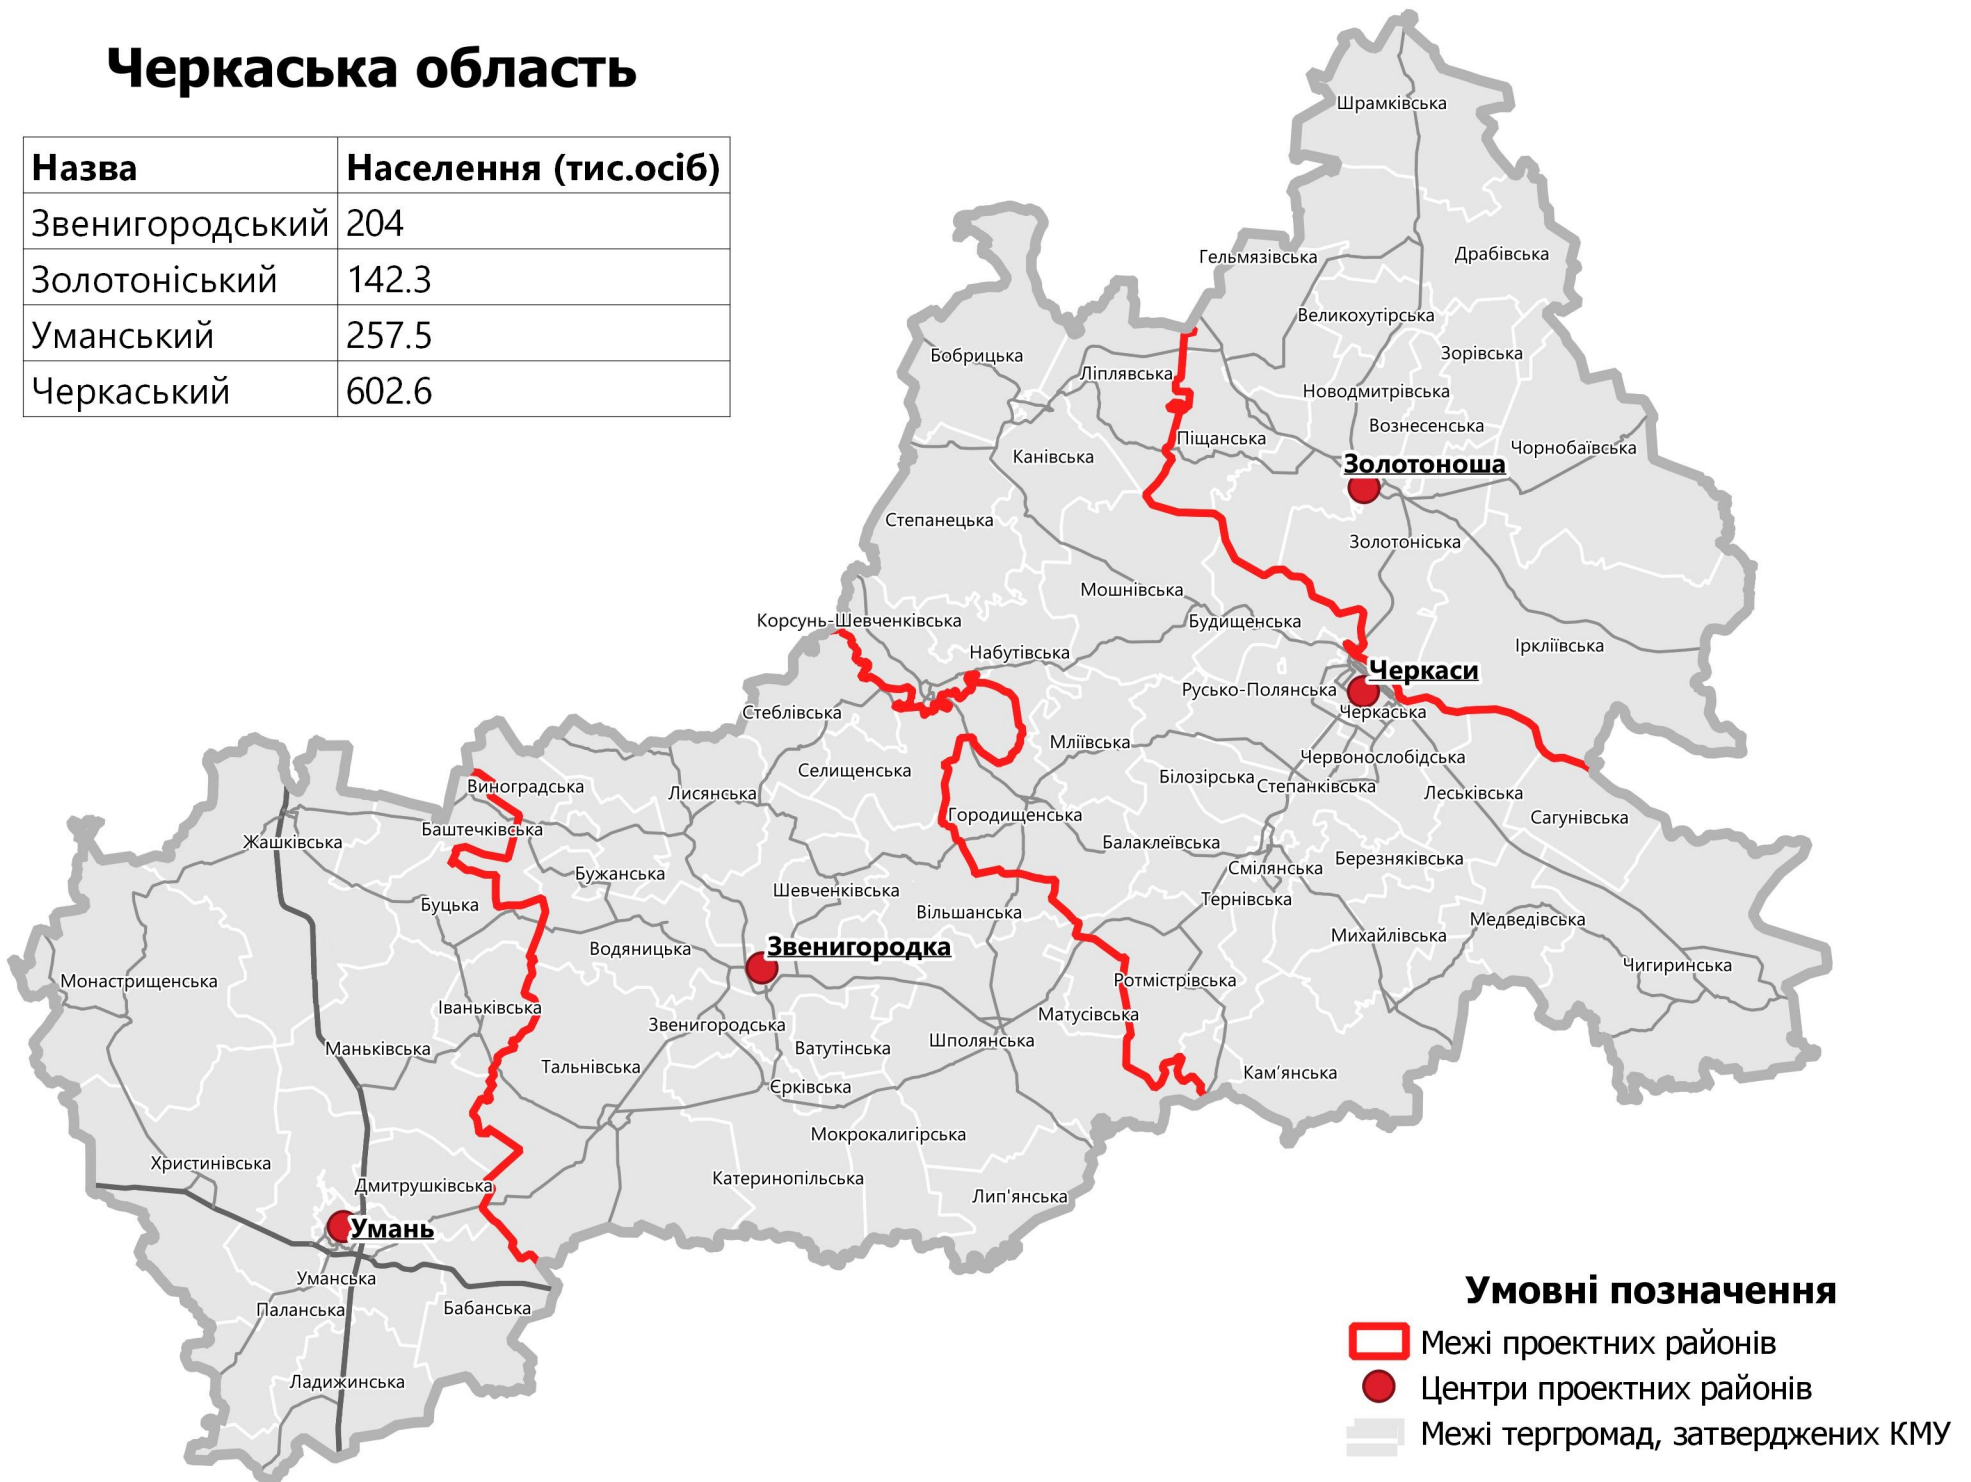 Черкаська область
Назва Населення (тис.осіб)
Звенигородський 204
Золотоніський 142.3
Уманський 257.5
Черкаський 602.6
Шрамківська
Гельмязівська
Драбівська
Великохутірська
Бобрицька
Зорівська
Ліплявська
Новодмитрівська
Вознесенська
Піщанська
Чорнобаївська
Канівська
Золотоноша
Степанецька
Золотоніська
Мошнівська
Корсунь-Шевченківська
Будищенська
Іркліївська
Набутівська
Черкаси
Русько-Полянська
Черкаська
Стеблівська
Мліївська
Червонослобідська
Селищенська
Білозірська
Степанківська
Виноградська
Лисянська
Леськівська
Городищенська
Сагунівська
Баштечківська
Жашківська
Балаклеївська
Березняківська
Смілянська
Бужанська
Шевченківська
Тернівська
Буцька
Вільшанська
Медведівська
Михайлівська
Водяницька
Звенигородка
Чигиринська
Монастрищенська
Ротмістрівська
Іваньківська
Матусівська
Звенигородська
Шполянська
Маньківська
Ватутінська
Тальнівська
Кам'янська
Єрківська
Мокрокалигірська
Христинівська
Катеринопільська
Дмитрушківська
Лип'янська
Умань
Уманська
Паланська
Бабанська
Ладижинська
Умовні позначення
Межі проектних районів
Центри проектних районів
Межі тергромад, затверджених КМУ